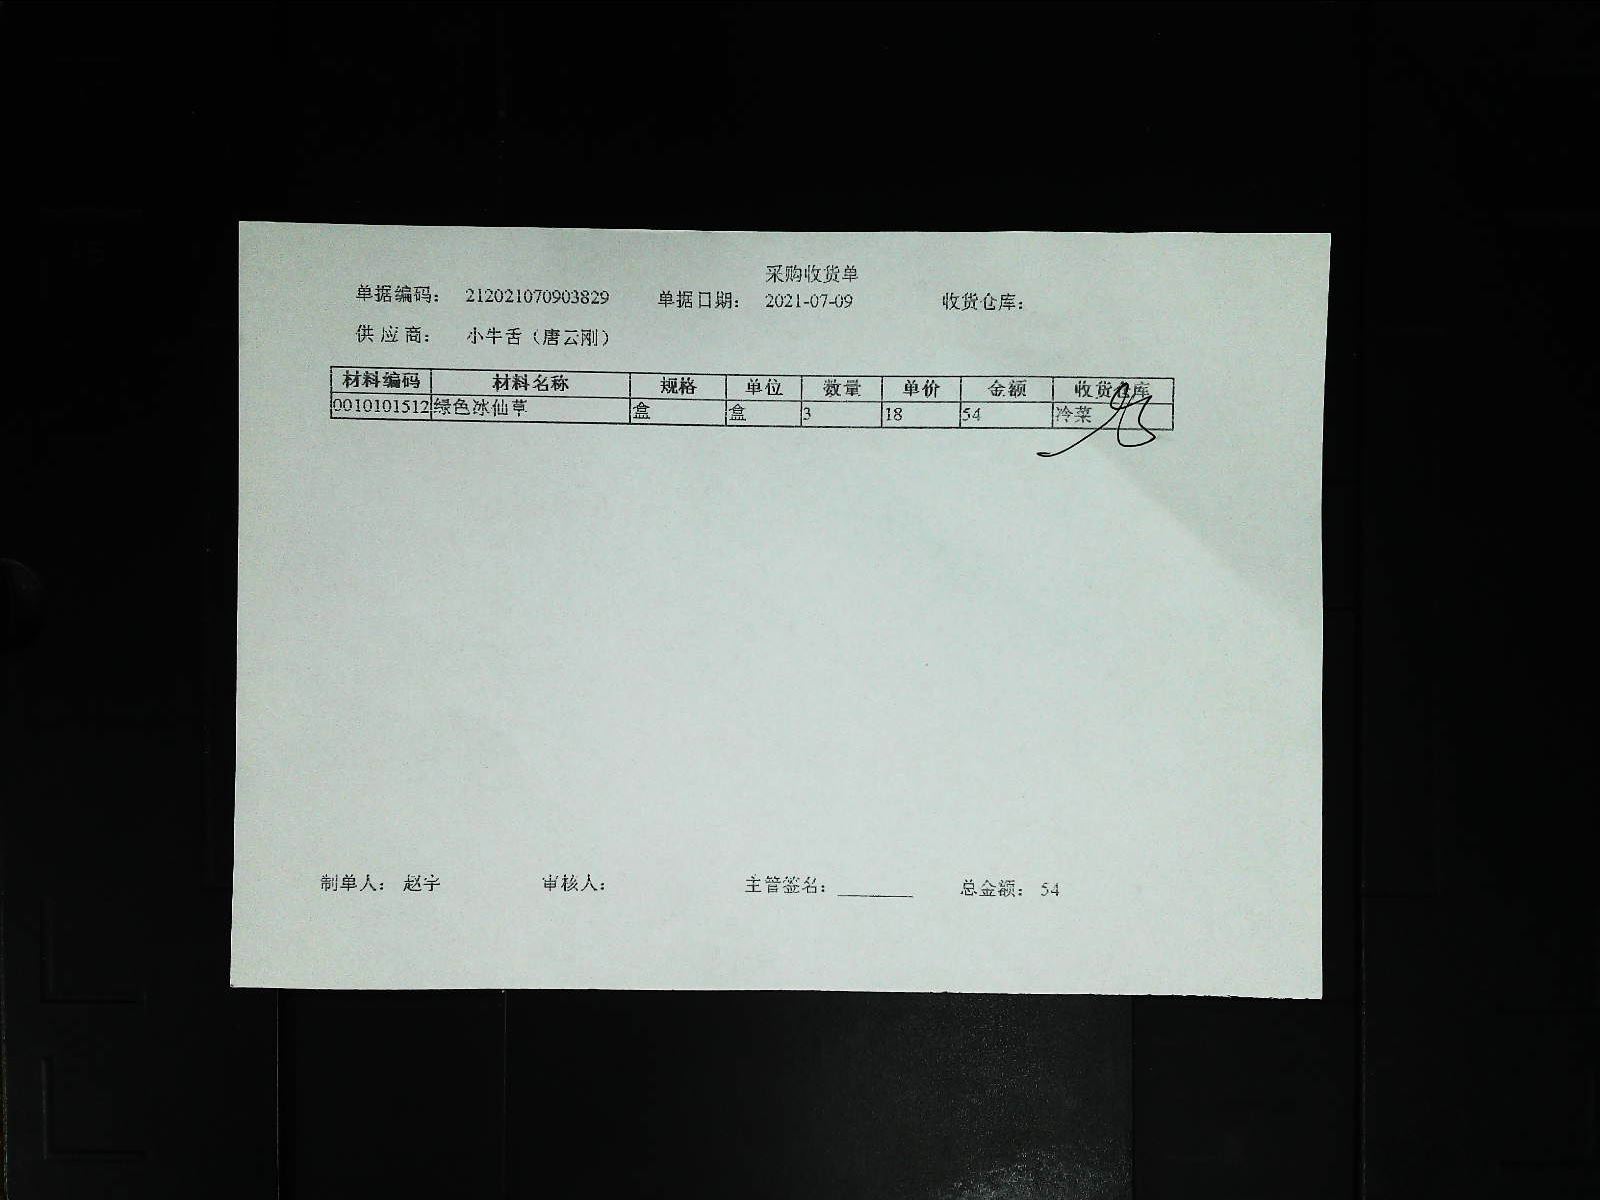 采购收货单
单据编码： 212021070903829 单据日期： 2021-07-09 收货仓库：
供应商： 小牛舌（唐云刚）
材料编码 材料名称 规格 单位 数量 单价 金额 收货仓库
0010101512 绿色冰仙草 盒 盒 3 18 54 冷菜
制单人： 赵宇 审核人： 主管签名： 总金额： 54